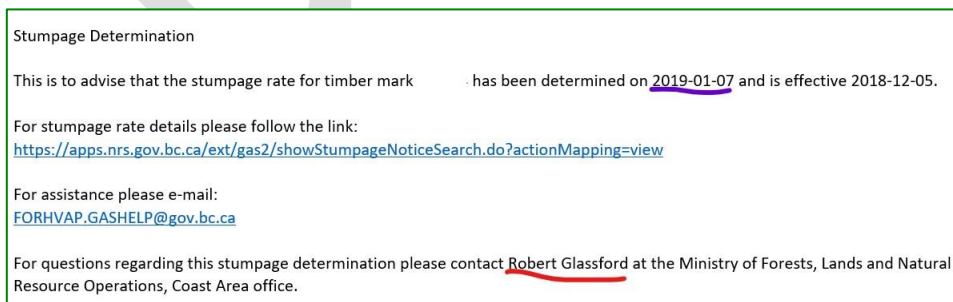 Stumpage Determination
This is to advise that the stumpage rate for timber mark has been determined on 2019-01-07 and is effective 2018-12-05.
For stumpage rate details please follow the link:
https://apps.nrs.gov.bc.ca/ext/gas2/showStumpageNoticeSearch.do?actionMapping=view
For assistance please e-mail:
FORHVAP.GASHELP@gov.bc.ca
For questions regarding this stumpage determination please contact Robert Glassford at the Ministry of Forests, Lands and Natural
Resource Operations, Coast Area office.